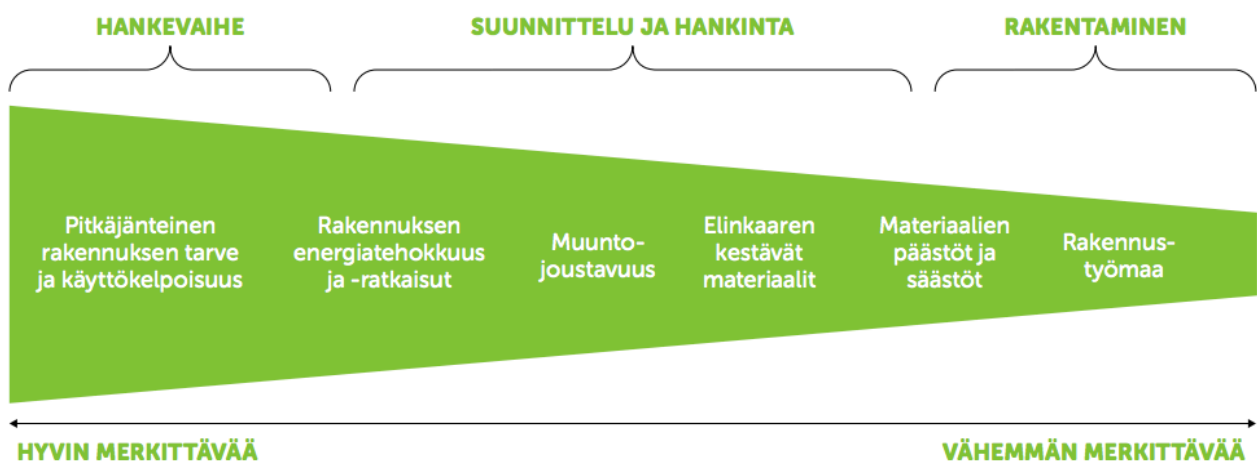 HANKEVAIHE
SUUNNITTELU JA HANKINTA
RAKENTAMINEN
Pitkäjänteinen
rakennuksen tarve
ja käyttökelpoisuus
Rakennuksen
energiatehokkuus
ja -ratkaisut
Muunto-
joustavuus
Elinkaaren
kestävät
materiaalit
Materiaalien
päästöt ja
säästöt
Rakennus-
työmaa
HYVIN MERKITTÄVÄÄ
VÄHEMMÄN MERKITTÄVÄÄ